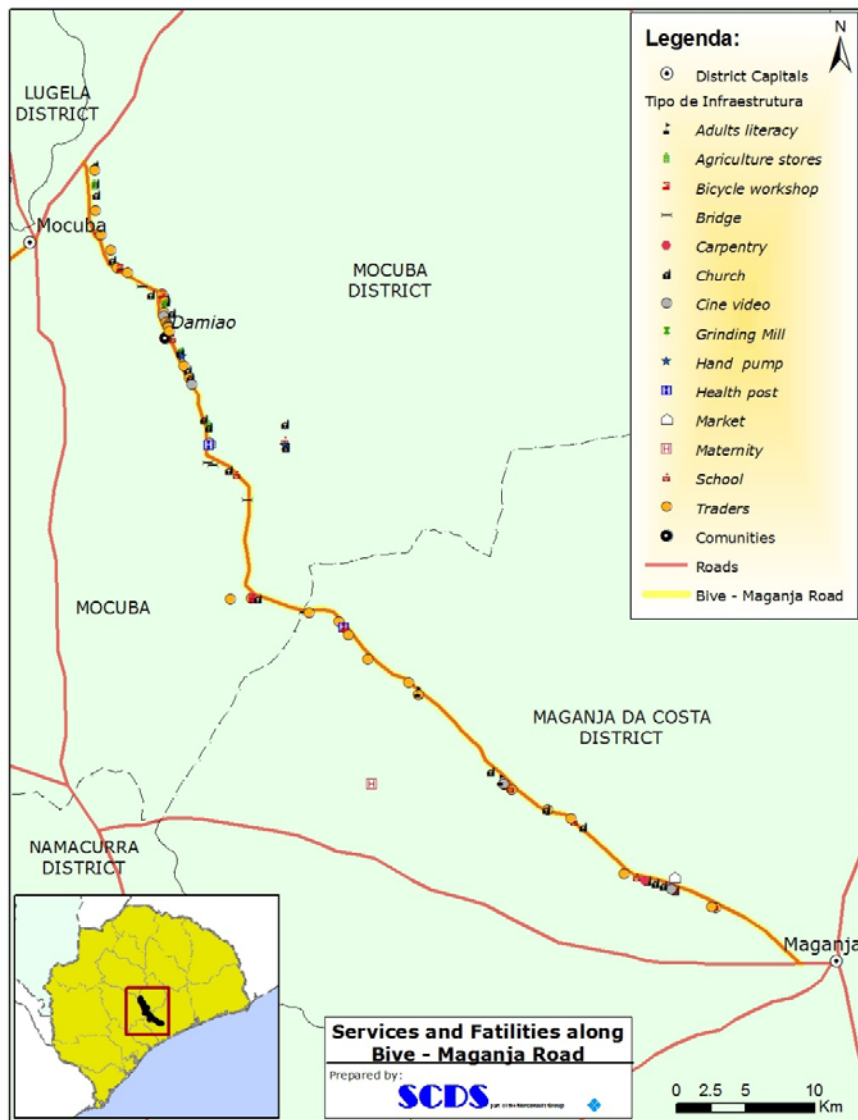 Legenda:
N
District Capitals
Tipo de Infraestrutura
Adults literacy
Agriculture stores
Bicycle workshop
Bridge
Carpentry
Church
Cine video
Grinding Mill
Hand pump
Health post
Market
Maternity
School
Traders
Comunities
Roads
Bive - Maganja Road
LUGELA
DISTRICT
Mocuba
MOCUBA
DISTRICT
Damiao
MOCUBA
MAGANJA DA COSTA
DISTRICT
NAMACURRA
DISTRICT
Maganja
Services and Fatilities along
Bive - Maganja Road
Prepared by:
SCDS
0 2.5 5 10
Km